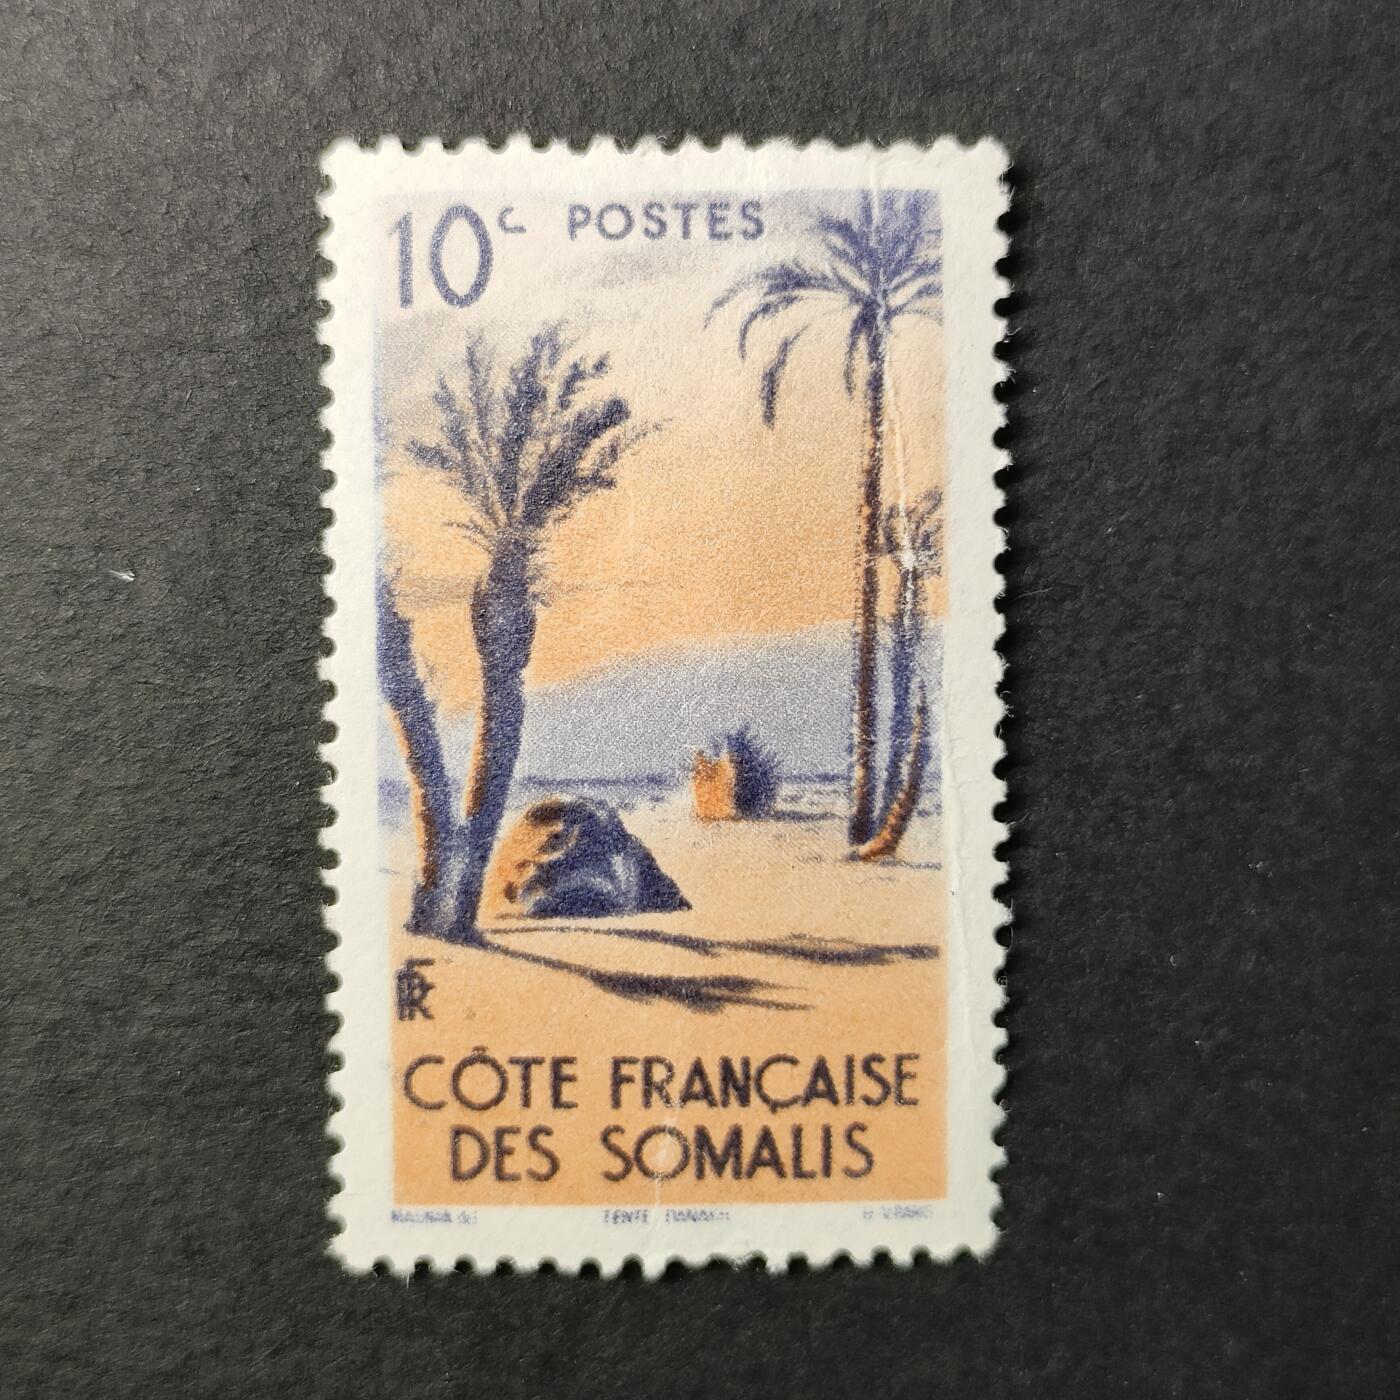 10c POSTES
RF
CÔTE FRANÇAISE
DES SOMALIS
TENTE DANAKIL